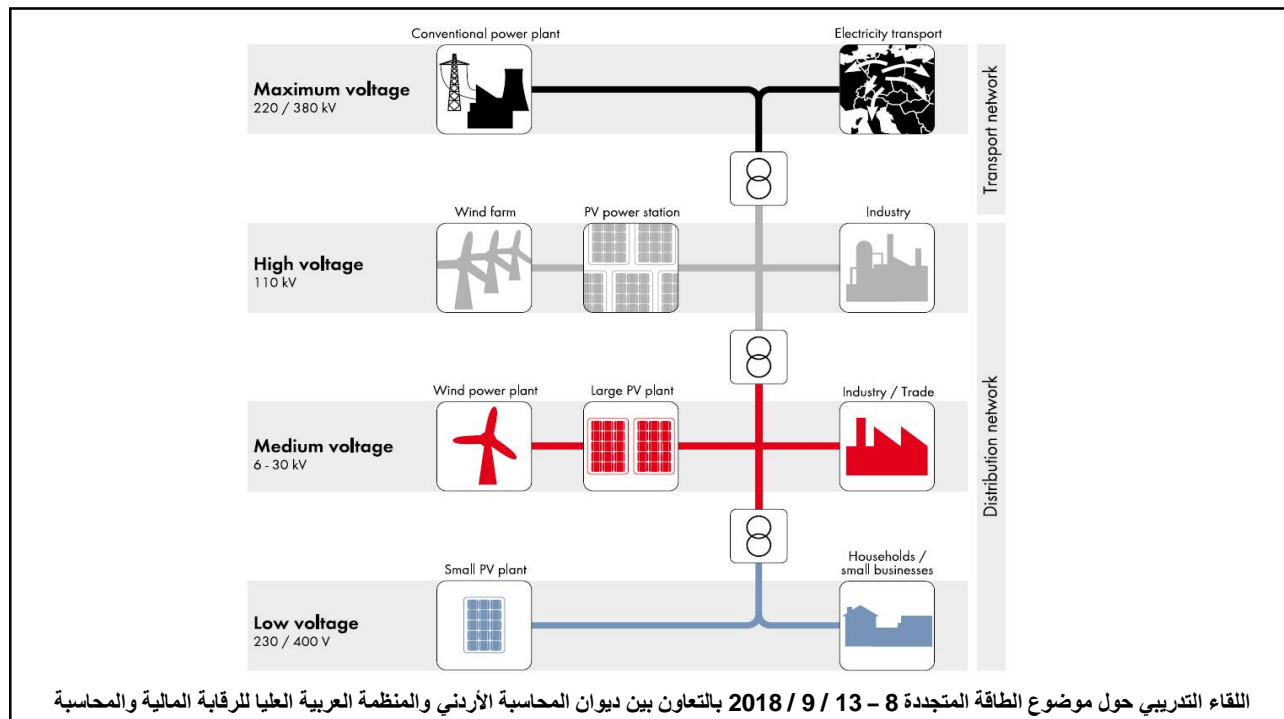 Conventional power plant
Electricity transport
Maximum voltage
220 / 380 kV
Transport network
Wind farm
PV power station
Industry
High voltage
110 kV
Wind power plant
Large PV plant
Industry / Trade
Medium voltage
6 - 30 kV
Distribution network
Small PV plant
Households /
small businesses
Low voltage
230 / 400 V
اللقاء التدريبي حول موضوع الطاقة المتجددة 8 – 13 / 9 / 2018 بالتعاون بين ديوان المحاسبة الأردني والمنظمة العربية العليا للرقابة المالية والمحاسبة